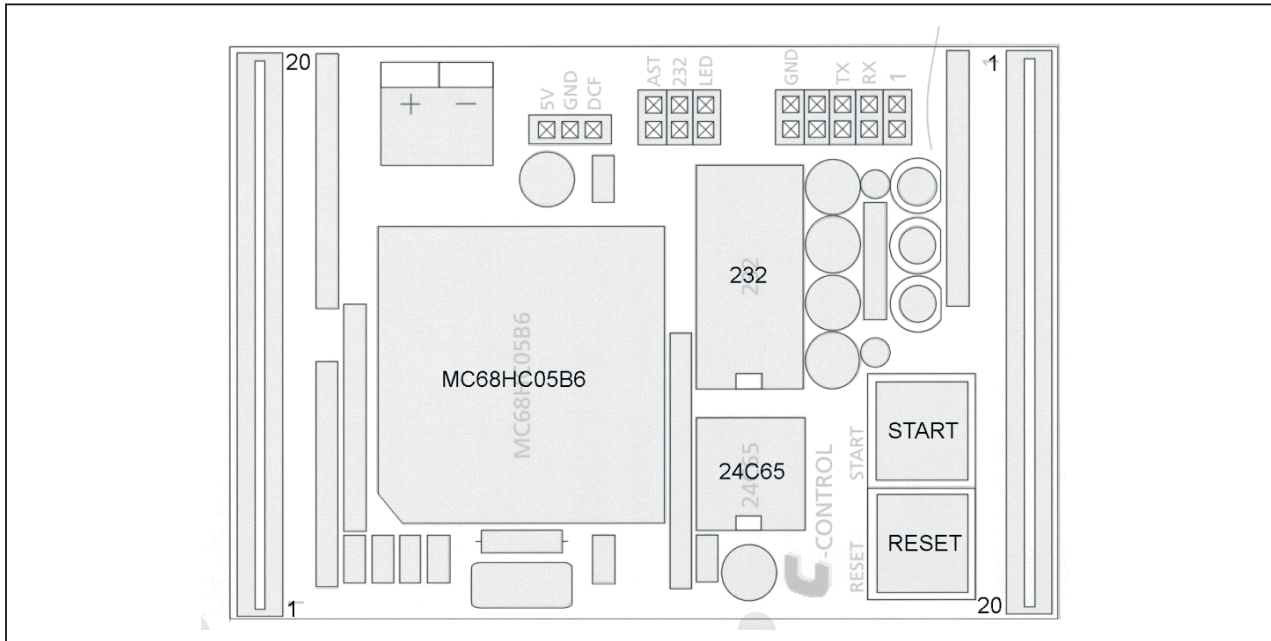 20
1
5V
GND
DCF
AST
232
LED
GND
TX
RX
1
+ −
232
232
MC68HC05B6
MC68HC05B6
24C65
24C65
START
START
RESET
RESET
C-CONTROL
1
20